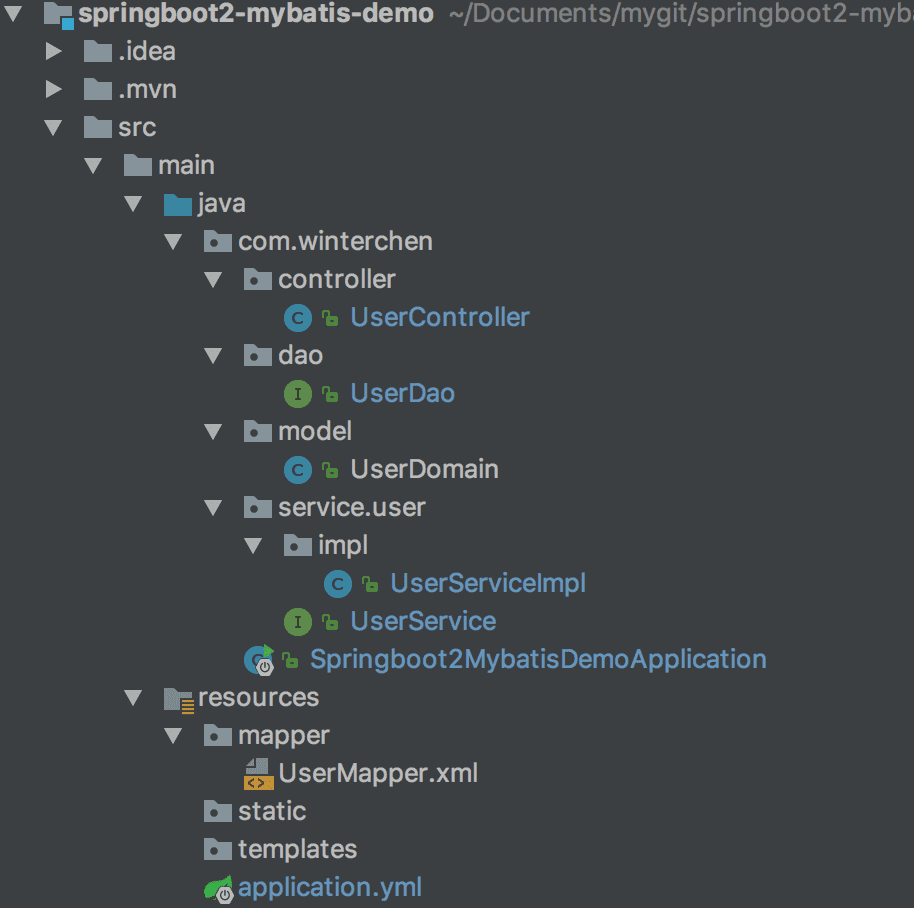 springboot2-mybatis-demo ~/Documents/mygit/springboot2-myba
.idea
.mvn
src
main
java
com.winterchen
controller
C UserController
dao
I UserDao
model
C UserDomain
service.user
impl
C UserServiceImpl
I UserService
C Springboot2MybatisDemoApplication
resources
mapper
<> UserMapper.xml
static
templates
application.yml